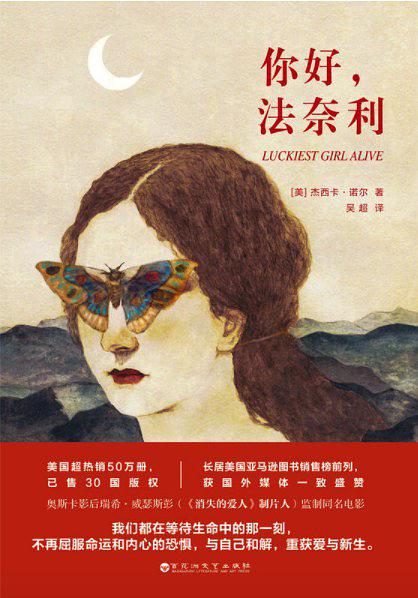 你好，
法奈利
LUCKIEST GIRL ALIVE
[美] 杰西卡·诺尔 著
吴超 译
美国超热销50万册，
已售30国版权
长居美国亚马逊图书销售榜前列，
获国外媒体一致盛赞
奥斯卡影后瑞希·威瑟斯彭（《消失的爱人》制片人）监制同名电影
我们都在等待生命中的那一刻，
不再屈服命运和内心的恐惧，与自己和解，重获爱与新生。
百花洲文艺出版社
BAIHUAZHOU LITERATURE AND ART PRESS